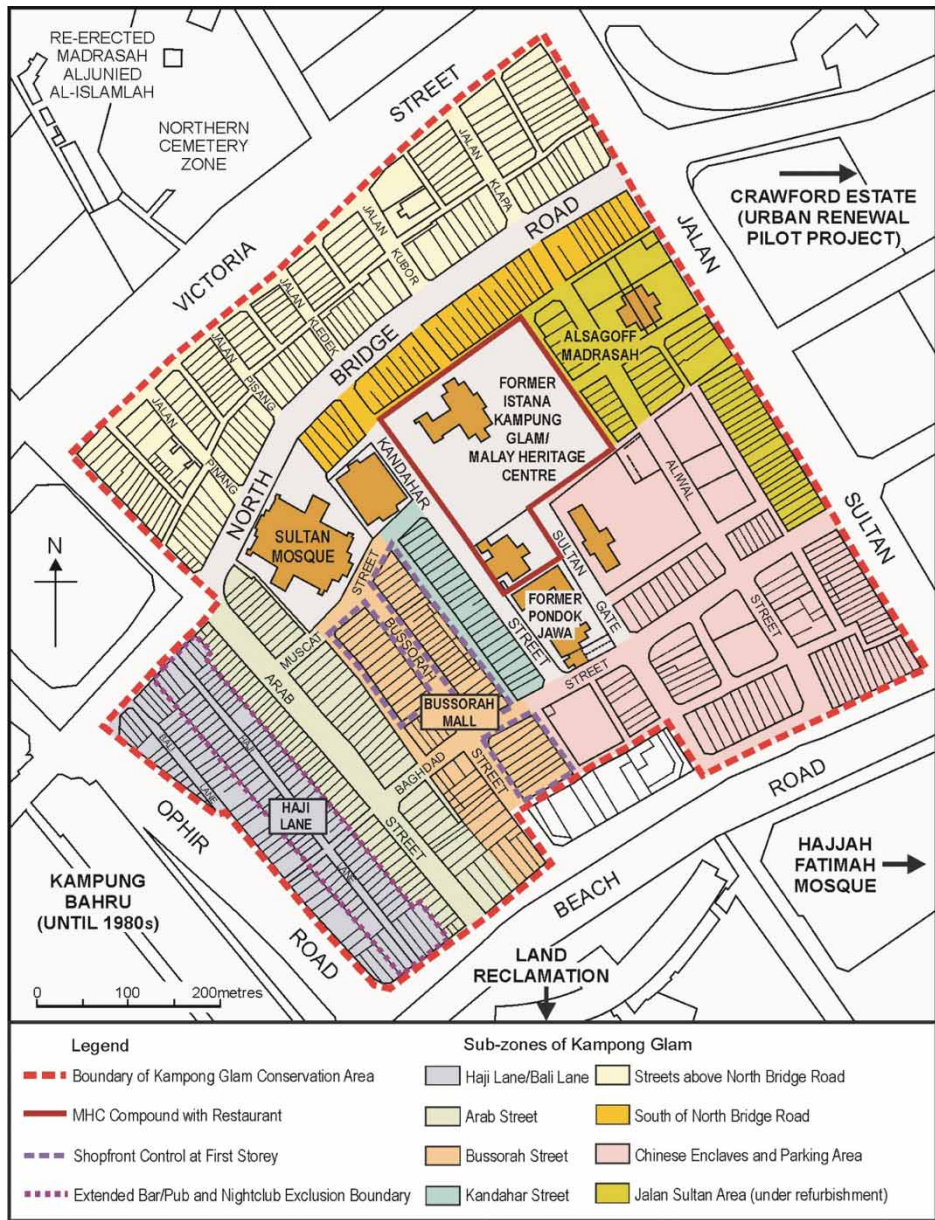 RE-ERECTED
MADRASAH
ALJUNIED
AL-ISLAMLAH
NORTHERN
CEMETERY
ZONE
VICTORIA
STREET
CRAWFORD ESTATE
(URBAN RENEWAL
PILOT PROJECT)
JALAN
SULTAN
JALAN
KLAPA
JALAN
KUBOR
JALAN
KLEDEK
JALAN
PISANG
JALAN
PINANG
NORTH
BRIDGE
ROAD
ALSAGOFF
MADRASAH
FORMER
ISTANA
KAMPUNG
GLAM/
MALAY HERITAGE
CENTRE
KANDAHAR
STREET
SULTAN
MOSQUE
N
ALIWAL
STREET
SULTAN
GATE
FORMER
PONDOK
JAWA
MUSCAT
STREET
BUSSORAH
STREET
BUSSORAH
MALL
BAGHDAD
STREET
ARAB
STREET
HAJI
LANE
BALI
LANE
HAJI
LANE
OPHIR
ROAD
BEACH
ROAD
KAMPUNG
BAHRU
(UNTIL 1980s)
HAJJAH
FATIMAH
MOSQUE
LAND
RECLAMATION
0 100 200metres
Legend
Boundary of Kampong Glam Conservation Area
MHC Compound with Restaurant
Shopfront Control at First Storey
Extended Bar/Pub and Nightclub Exclusion Boundary
Sub-zones of Kampong Glam
Haji Lane/Bali Lane
Arab Street
Bussorah Street
Kandahar Street
Streets above North Bridge Road
South of North Bridge Road
Chinese Enclaves and Parking Area
Jalan Sultan Area (under refurbishment)